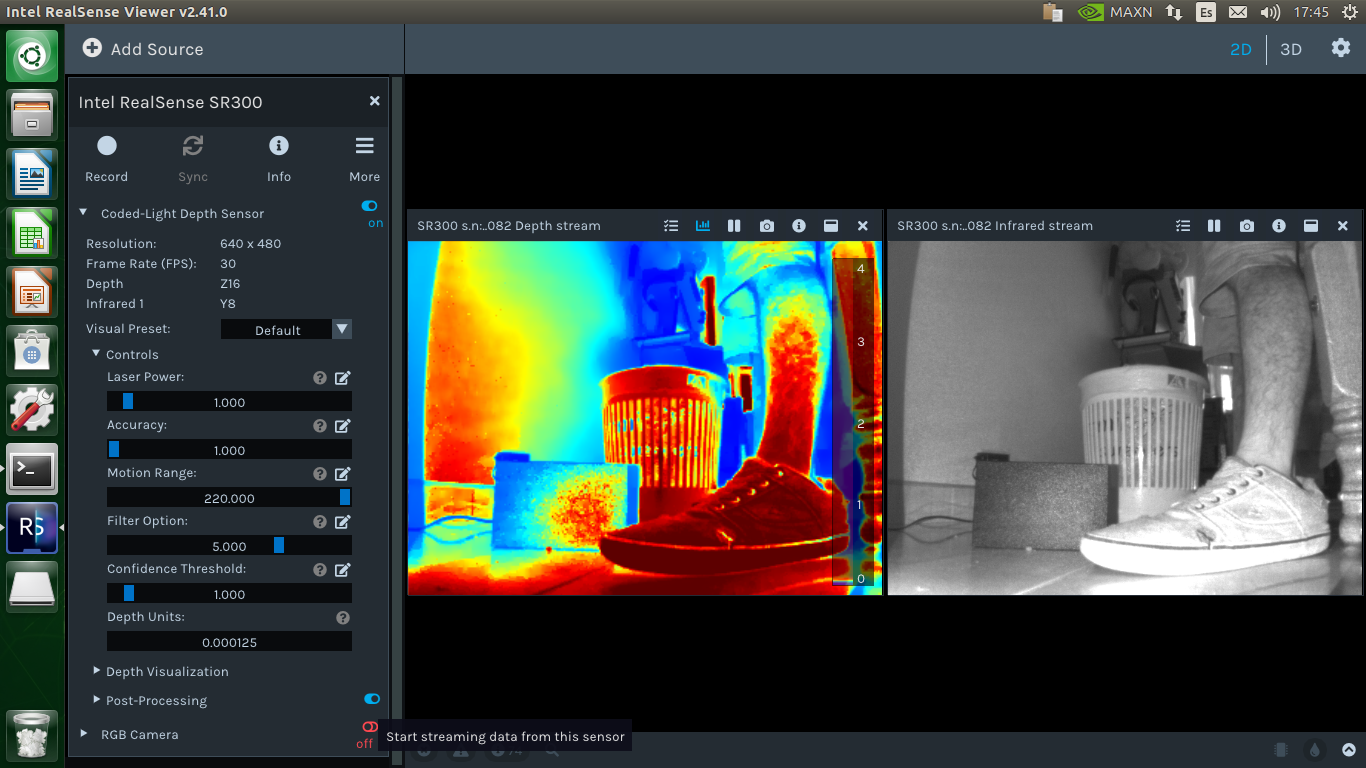 Intel RealSense Viewer v2.41.0
MAXN
Es
17:45
Add Source
2D
3D
Intel RealSense SR300
Record
Sync
Info
More
Coded-Light Depth Sensor
on
Resolution: 640 x 480
Frame Rate (FPS): 30
Depth Z16
Infrared 1 Y8
Visual Preset: Default
Controls
Laser Power:
1.000
Accuracy:
1.000
Motion Range:
220.000
Filter Option:
5.000
Confidence Threshold:
1.000
Depth Units:
0.000125
Depth Visualization
Post-Processing
RGB Camera
off
Start streaming data from this sensor
RS
SR300 s.n:..082 Depth stream
4
3
2
1
0
SR300 s.n:..082 Infrared stream